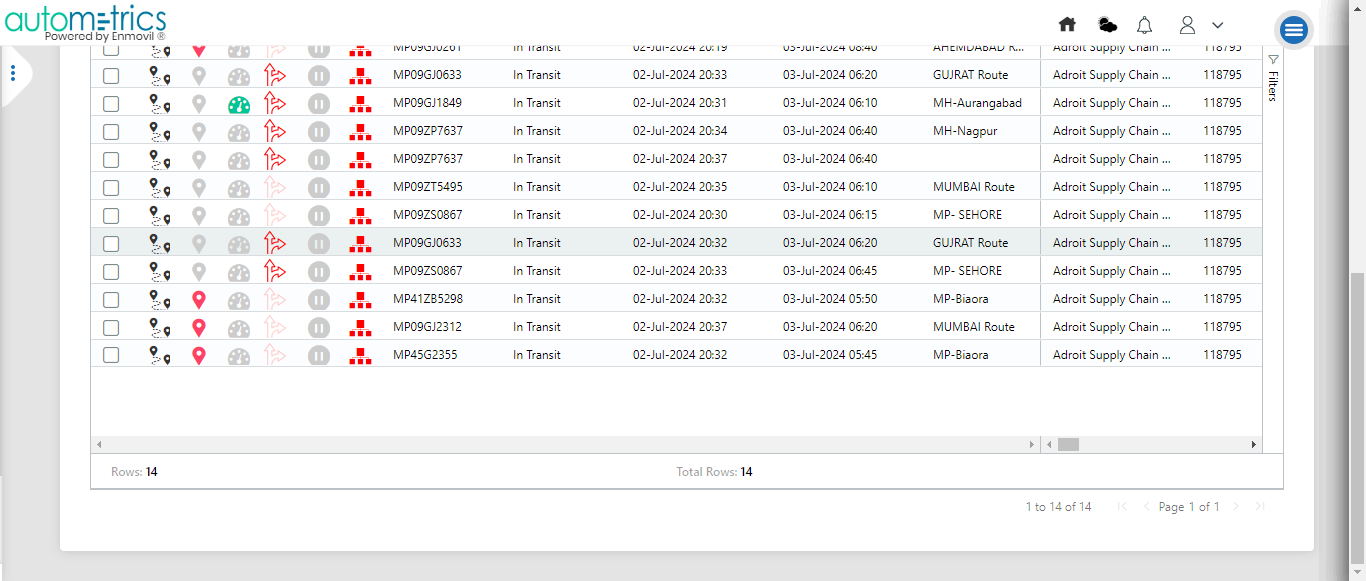 autometrics
Powered by Enmovil ®
MP09GJ0261 In Transit 02-Jul-2024 20:19 03-Jul-2024 08:40 AHEMDABAD R... Adroit Supply Chain ... 118795
MP09GJ0633 In Transit 02-Jul-2024 20:33 03-Jul-2024 06:20 GUJRAT Route Adroit Supply Chain ... 118795
MP09GJ1849 In Transit 02-Jul-2024 20:31 03-Jul-2024 06:10 MH-Aurangabad Adroit Supply Chain ... 118795
MP09ZP7637 In Transit 02-Jul-2024 20:34 03-Jul-2024 06:40 MH-Nagpur Adroit Supply Chain ... 118795
MP09ZP7637 In Transit 02-Jul-2024 20:37 03-Jul-2024 06:40 Adroit Supply Chain ... 118795
MP09ZT5495 In Transit 02-Jul-2024 20:35 03-Jul-2024 06:10 MUMBAI Route Adroit Supply Chain ... 118795
MP09ZS0867 In Transit 02-Jul-2024 20:30 03-Jul-2024 06:15 MP- SEHORE Adroit Supply Chain ... 118795
MP09GJ0633 In Transit 02-Jul-2024 20:32 03-Jul-2024 06:20 GUJRAT Route Adroit Supply Chain ... 118795
MP09ZS0867 In Transit 02-Jul-2024 20:33 03-Jul-2024 06:45 MP- SEHORE Adroit Supply Chain ... 118795
MP41ZB5298 In Transit 02-Jul-2024 20:32 03-Jul-2024 05:50 MP-Biaora Adroit Supply Chain ... 118795
MP09GJ2312 In Transit 02-Jul-2024 20:37 03-Jul-2024 06:20 MUMBAI Route Adroit Supply Chain ... 118795
MP45G2355 In Transit 02-Jul-2024 20:32 03-Jul-2024 05:45 MP-Biaora Adroit Supply Chain ... 118795
Filters
Rows: 14 Total Rows: 14
1 to 14 of 14 Page 1 of 1